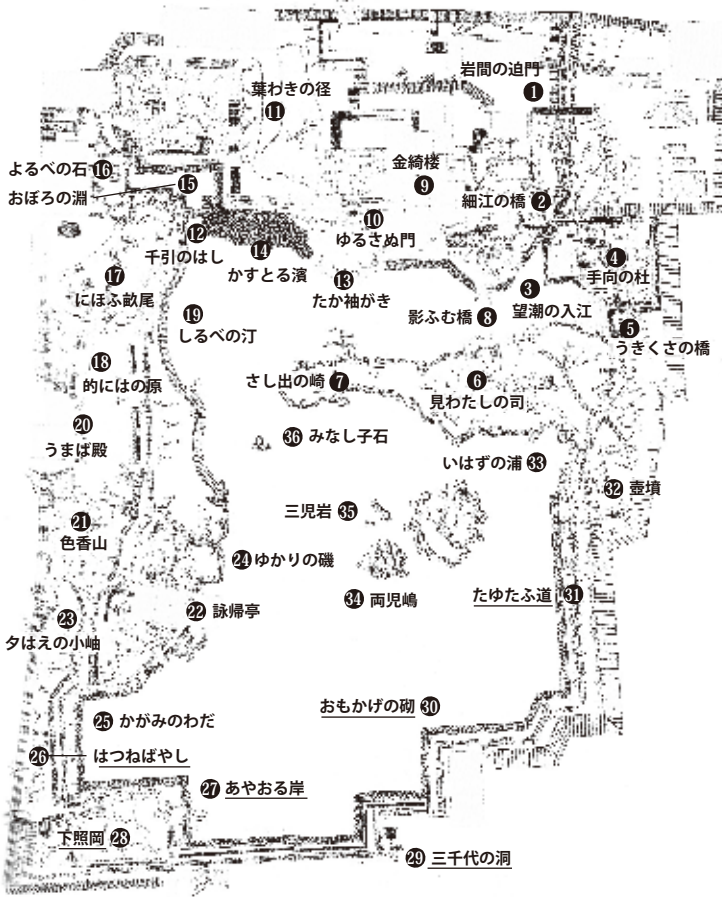 岩間の迫門
❶
葉わきの径
⓫
金綺楼
❾
細江の橋 ❷
よるべの石 ⓰
おぼろの淵 ⓯
❿
ゆるさぬ門
⓬
千引のはし
⓮
かすとる濱
⓭
たか袖がき
❹
手向の杜
❸
望潮の入江
⓱
にほふ畝尾
影ふむ橋 ❽
❺
うきくさの橋
⓳
しるべの汀
⓲
的にはの原
さし出の崎 ❼
❻
見わたしの司
⓴
うまば殿
㊱ みなし子石
いはずの浦 ㉝
㉜ 壺墳
三児岩 ㉟
㉑
色香山
㉔ ゆかりの磯
㉞ 両児嶋
たゆたふ道 ㉛
㉒ 詠帰亭
㉓
夕はえの小岫
おもかげの砌 ㉚
㉕ かがみのわだ
㉖ はつねばやし
㉗ あやおる岸
下照岡 ㉘
㉙ 三千代の洞